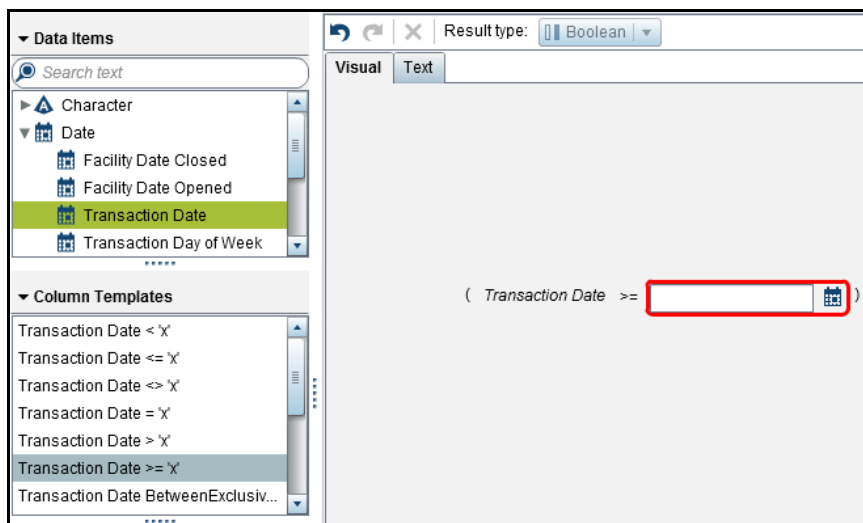 Data Items
Search text
Character
Date
Facility Date Closed
Facility Date Opened
Transaction Date
Transaction Day of Week
Column Templates
Transaction Date < 'x'
Transaction Date <= 'x'
Transaction Date <> 'x'
Transaction Date = 'x'
Transaction Date > 'x'
Transaction Date >= 'x'
Transaction Date BetweenExclusiv...
Result type: Boolean
Visual Text
( Transaction Date >= )